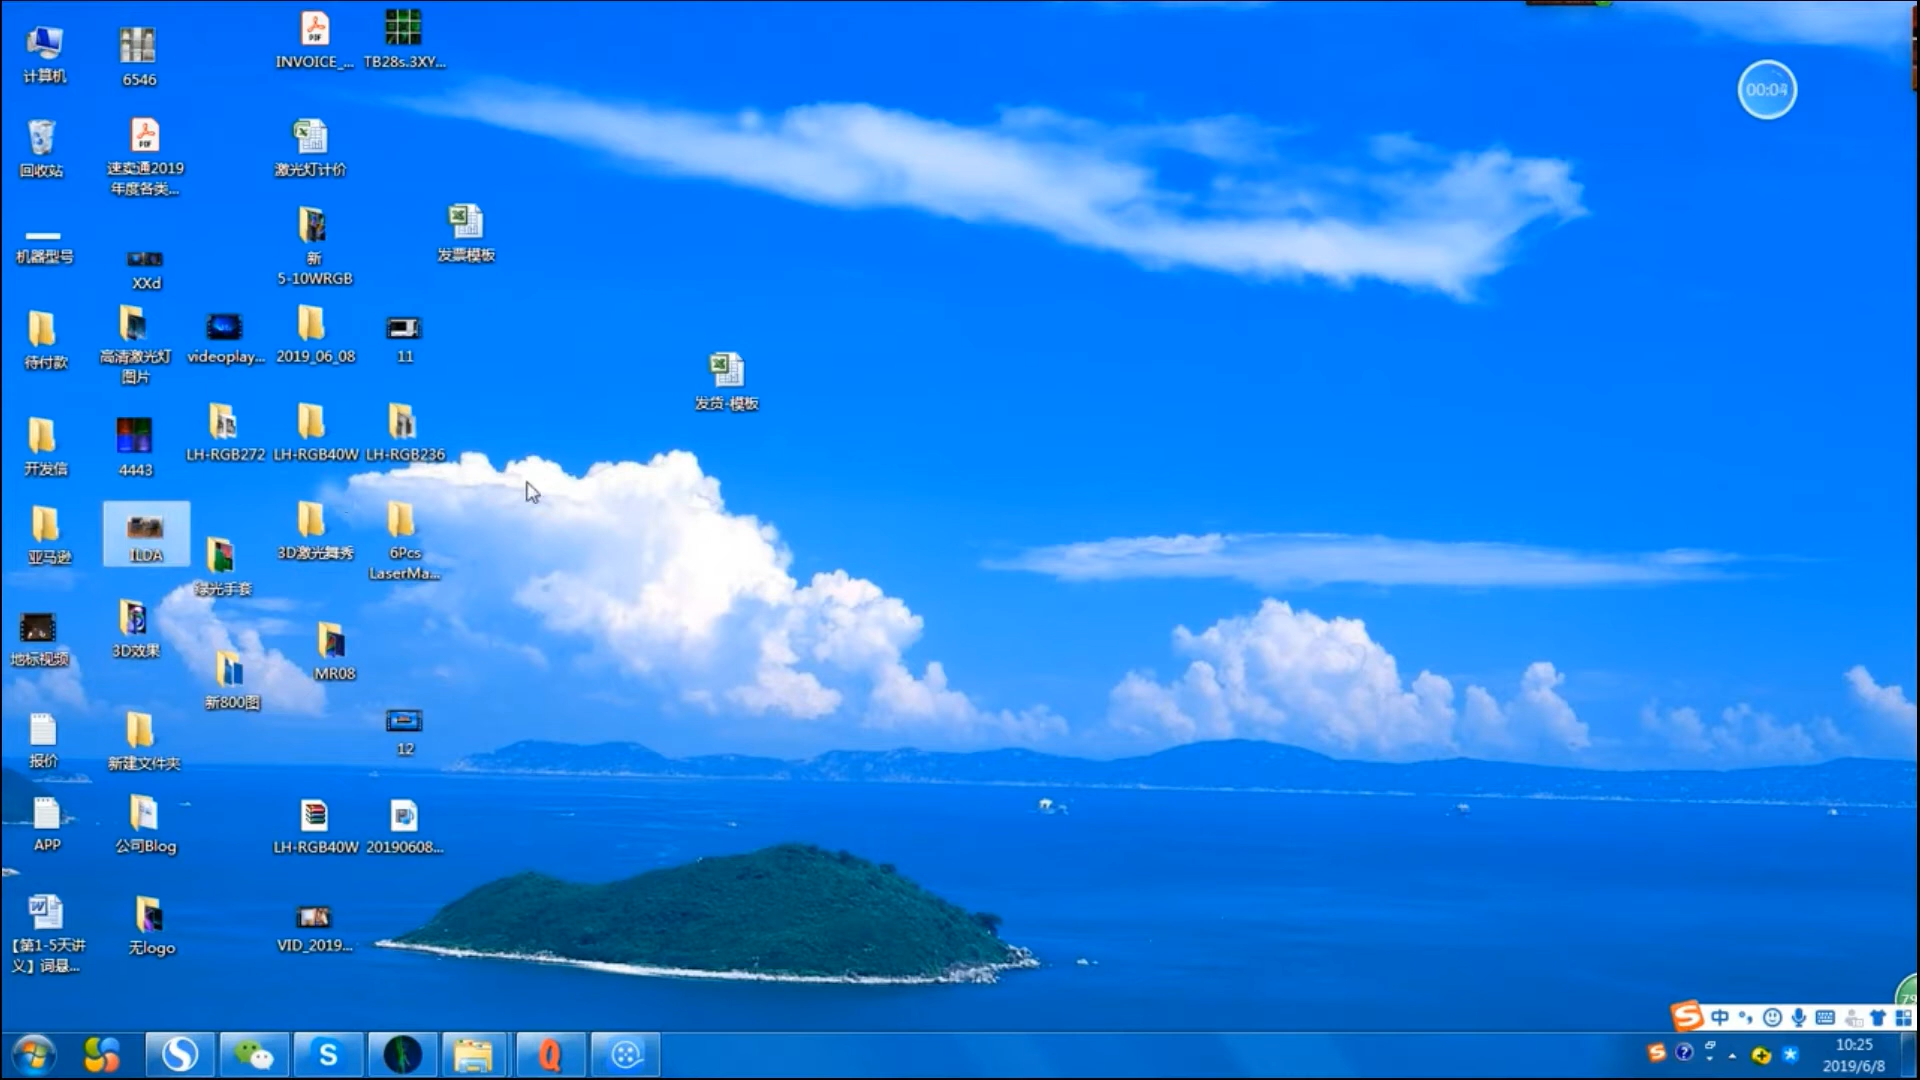 计算机
6546
INVOICE_...
TB28s.3XY...
00:04
回收站
速卖通2019
年度各类...
激光灯计价
机器型号
XXd
新
5-10WRGB
发票模板
待付款
高清激光灯
图片
videoplay...
2019_06_08
11
发货-模板
开发信
4443
LH-RGB272
LH-RGB40W
LH-RGB236
亚马逊
ILDA
绿光手套
3D激光舞秀
6Pcs
LaserMa...
地标视频
3D效果
新800图
MR08
报价
新建文件夹
12
APP
公司Blog
LH-RGB40W
20190608...
【第1-5天讲
义】词悬...
无logo
VID_2019...
79
中
10:25
2019/6/8